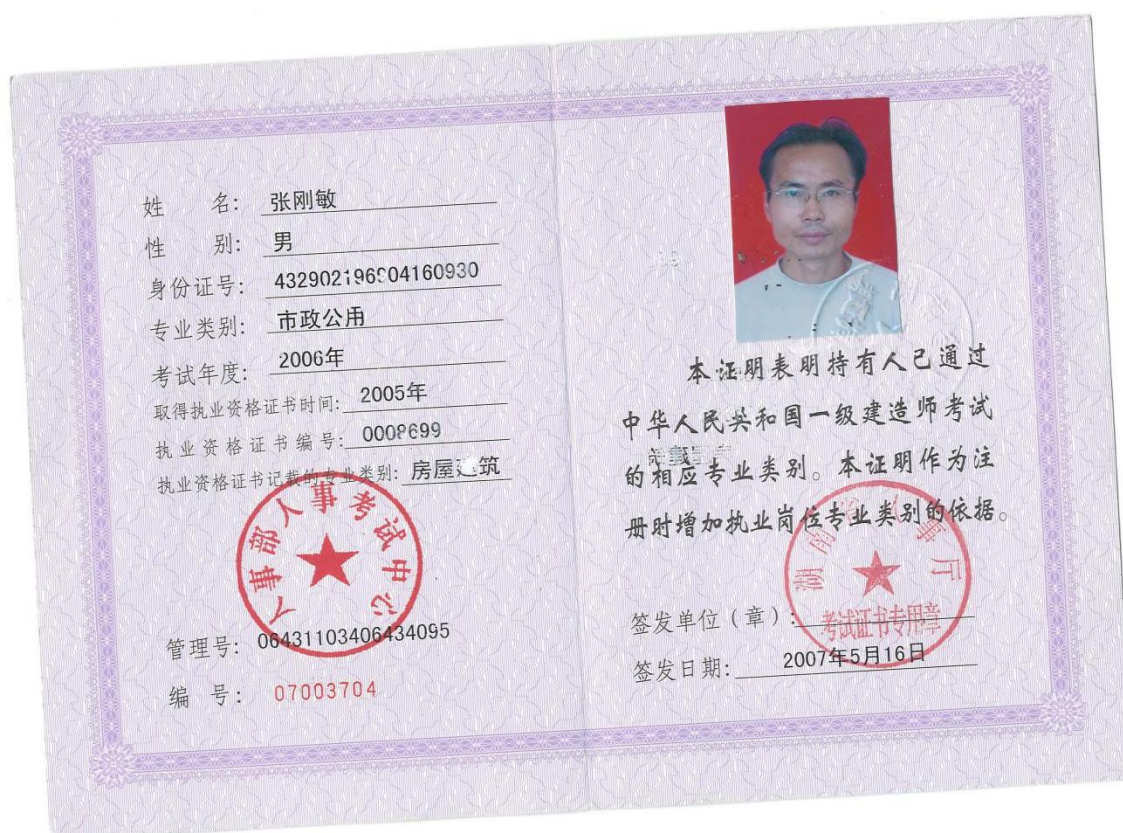 姓 名: 张刚敏
性 别: 男
身份证号:
专业类别: 市政公用
考试年度: 2006年
取得执业资格证书时间: 2005年
执业资格证书编号: 0008699
执业资格证书记载的专业类别: 房屋建筑
人事部人事考试中心
管理号: 06431103406434095
编 号: 07003704
本证明表明持有人已通过
中华人民共和国一级建造师考试
的相应专业类别。本证明作为注
册时增加执业岗位专业类别的依据。
湖南省人事厅
考试证书专用章
签发单位(章):
签发日期: 2007年5月16日